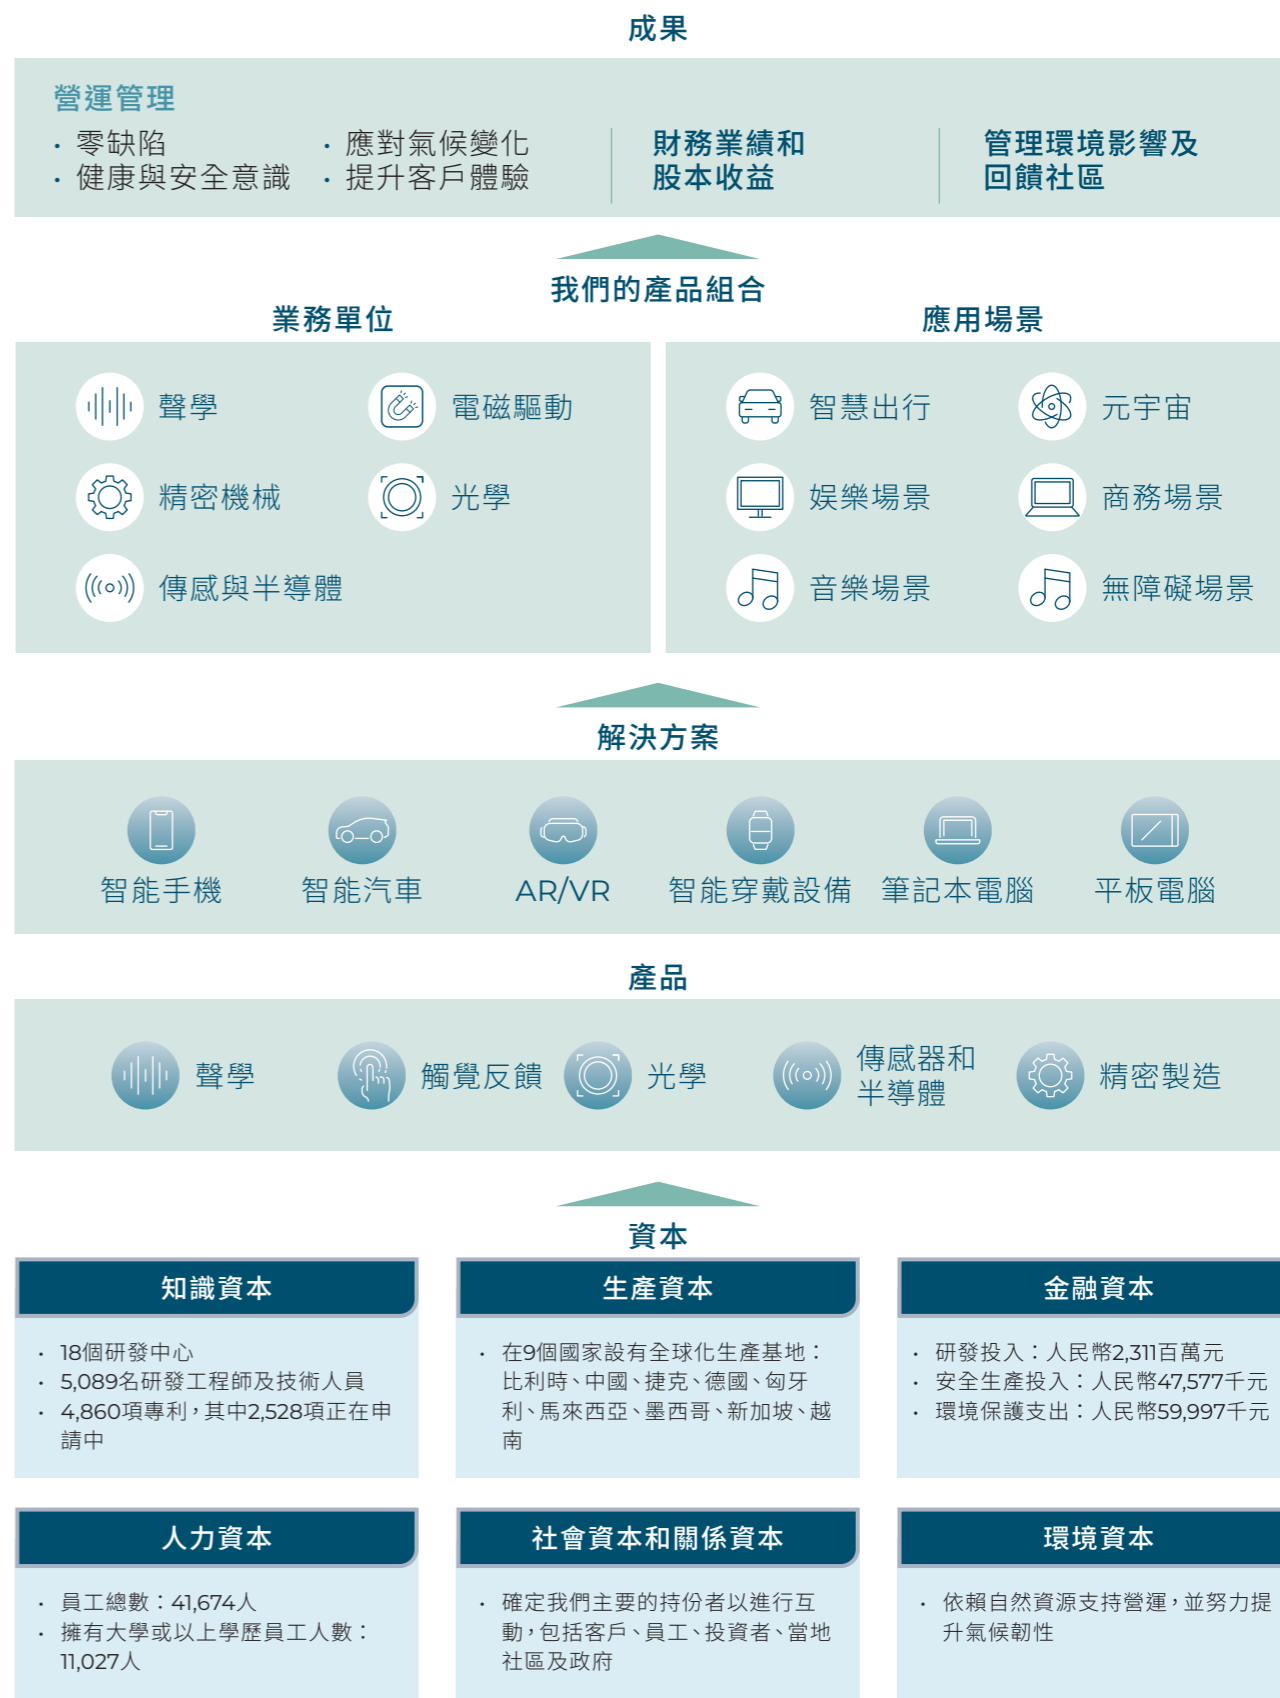 成果
營運管理
· 零缺陷
· 健康與安全意識
· 應對氣候變化
· 提升客戶體驗
財務業績和
股本收益
管理環境影響及
回饋社區
我們的產品組合
業務單位
聲學
電磁驅動
精密機械
光學
傳感與半導體
應用場景
智慧出行
元宇宙
娛樂場景
商務場景
音樂場景
無障礙場景
解決方案
智能手機
智能汽車
AR/VR
智能穿戴設備
筆記本電腦
平板電腦
產品
聲學
觸覺反饋
光學
傳感器和
半導體
精密製造
資本
知識資本
· 18個研發中心
· 5,089名研發工程師及技術人員
· 4,860項專利，其中2,528項正在申
請中
生產資本
· 在9個國家設有全球化生產基地：
比利時、中國、捷克、德國、匈牙
利、馬來西亞、墨西哥、新加坡、越
南
金融資本
· 研發投入：人民幣2,311百萬元
· 安全生產投入：人民幣47,577千元
· 環境保護支出：人民幣59,997千元
人力資本
· 員工總數：41,674人
· 擁有大學或以上學歷員工人數：
11,027人
社會資本和關係資本
· 確定我們主要的持份者以進行互
動，包括客戶、員工、投資者、當地
社區及政府
環境資本
· 依賴自然資源支持營運，並努力提
升氣候韌性